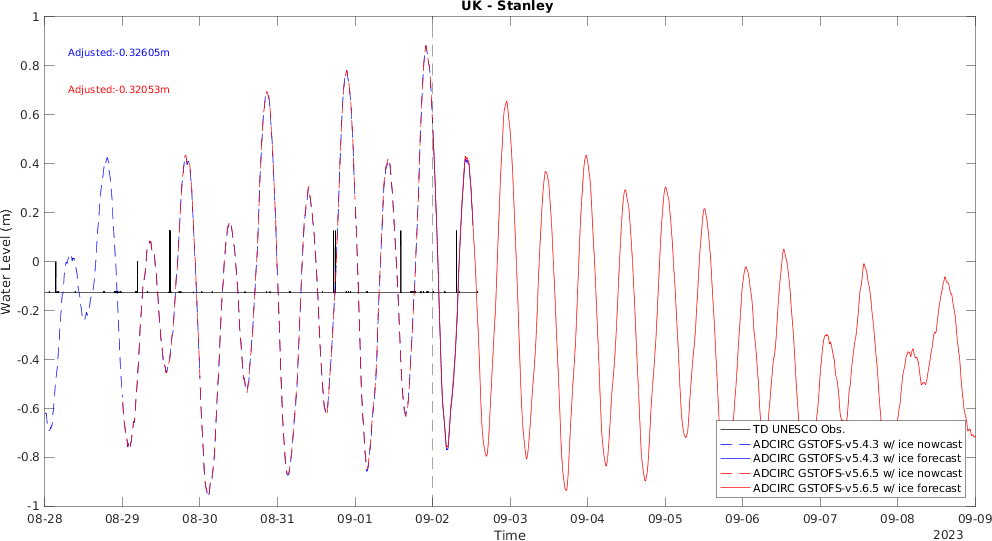 UK - Stanley
Adjusted:-0.32605m
Adjusted:-0.32053m
Water Level (m)
1
0.8
0.6
0.4
0.2
0
-0.2
-0.4
-0.6
-0.8
-1
TD UNESCO Obs.
ADCIRC GSTOFS-v5.4.3 w/ ice nowcast
ADCIRC GSTOFS-v5.4.3 w/ ice forecast
ADCIRC GSTOFS-v5.6.5 w/ ice nowcast
ADCIRC GSTOFS-v5.6.5 w/ ice forecast
08-28 08-29 08-30 08-31 09-01 09-02 09-03 09-04 09-05 09-06 09-07 09-08 09-09
Time
2023